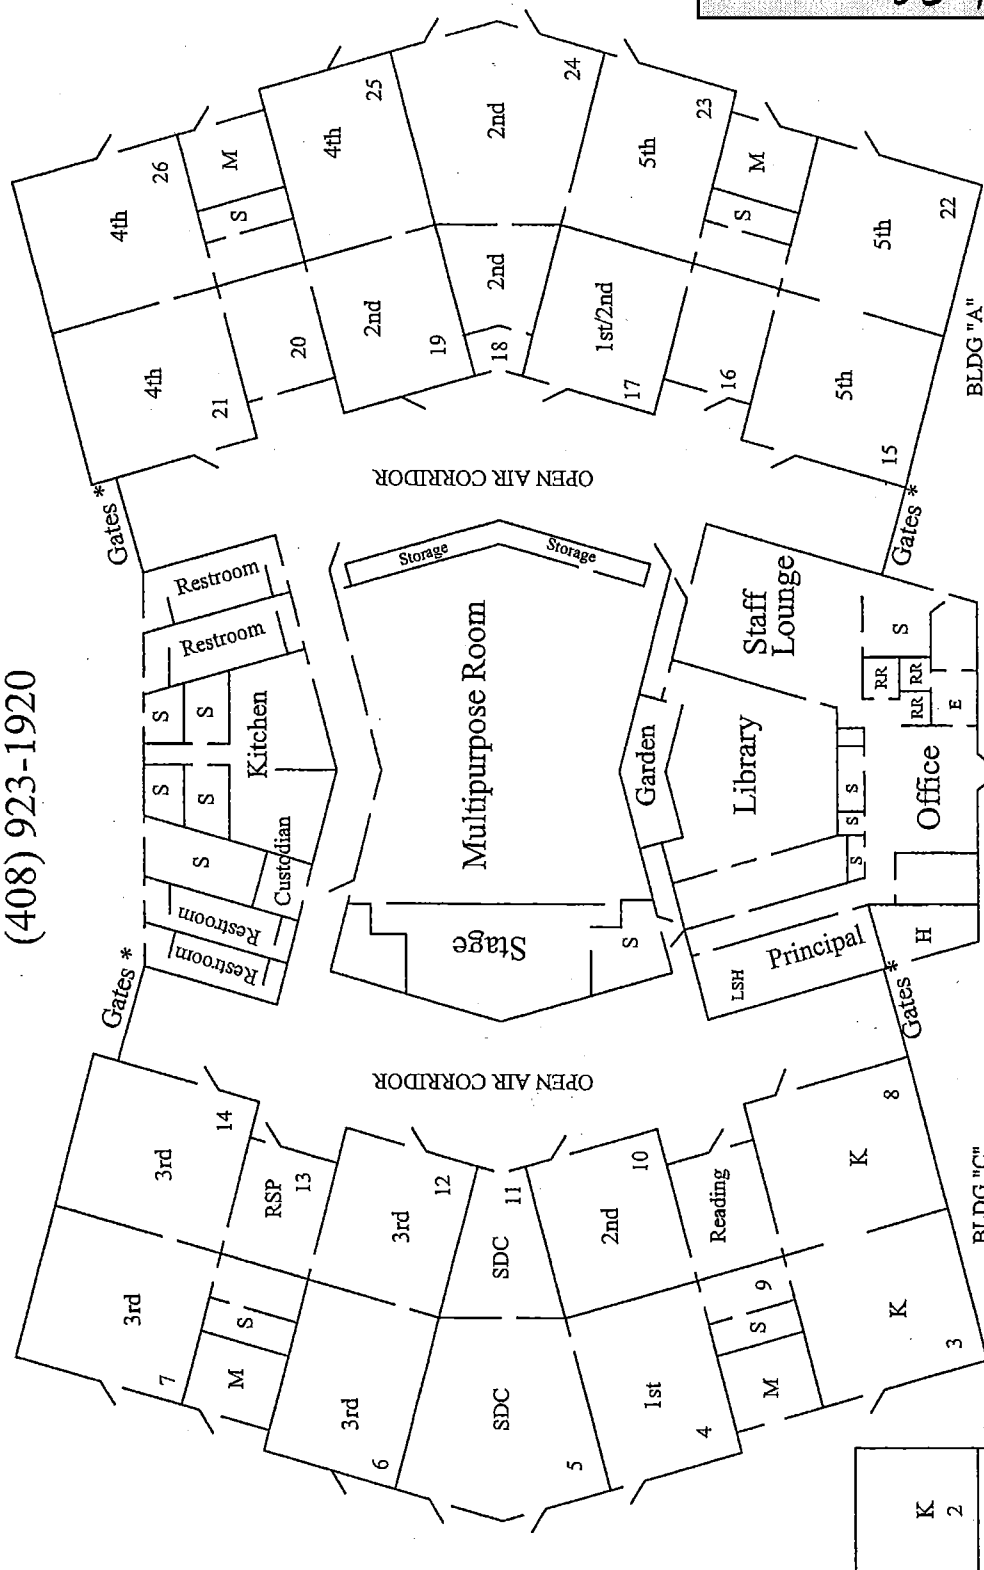 (408) 923-1920
4th
26
M
S
25
4th
24
2nd
5th
23
M
S
5th
22
4th
21
20
2nd
19
2nd
18
1st/2nd
17
16
5th
15
BLDG "A"
OPEN AIR CORRIDOR
Gates *
Gates *
Restroom
Restroom
S
S
S
S
Kitchen
S
Custodian
Restroom
Restroom
Storage
Storage
Multipurpose Room
Stage
S
Garden
Staff
Lounge
Library
S
S
S
S
RR
RR
RR
E
Office
H
Principal
LSH
Gates *
Gates *
OPEN AIR CORRIDOR
3rd
14
RSP
13
3rd
12
SDC
11
2nd
10
Reading
K
8
BLDG "C"
3rd
7
M
S
3rd
6
SDC
5
1st
4
M
S
9
K
3
K
2